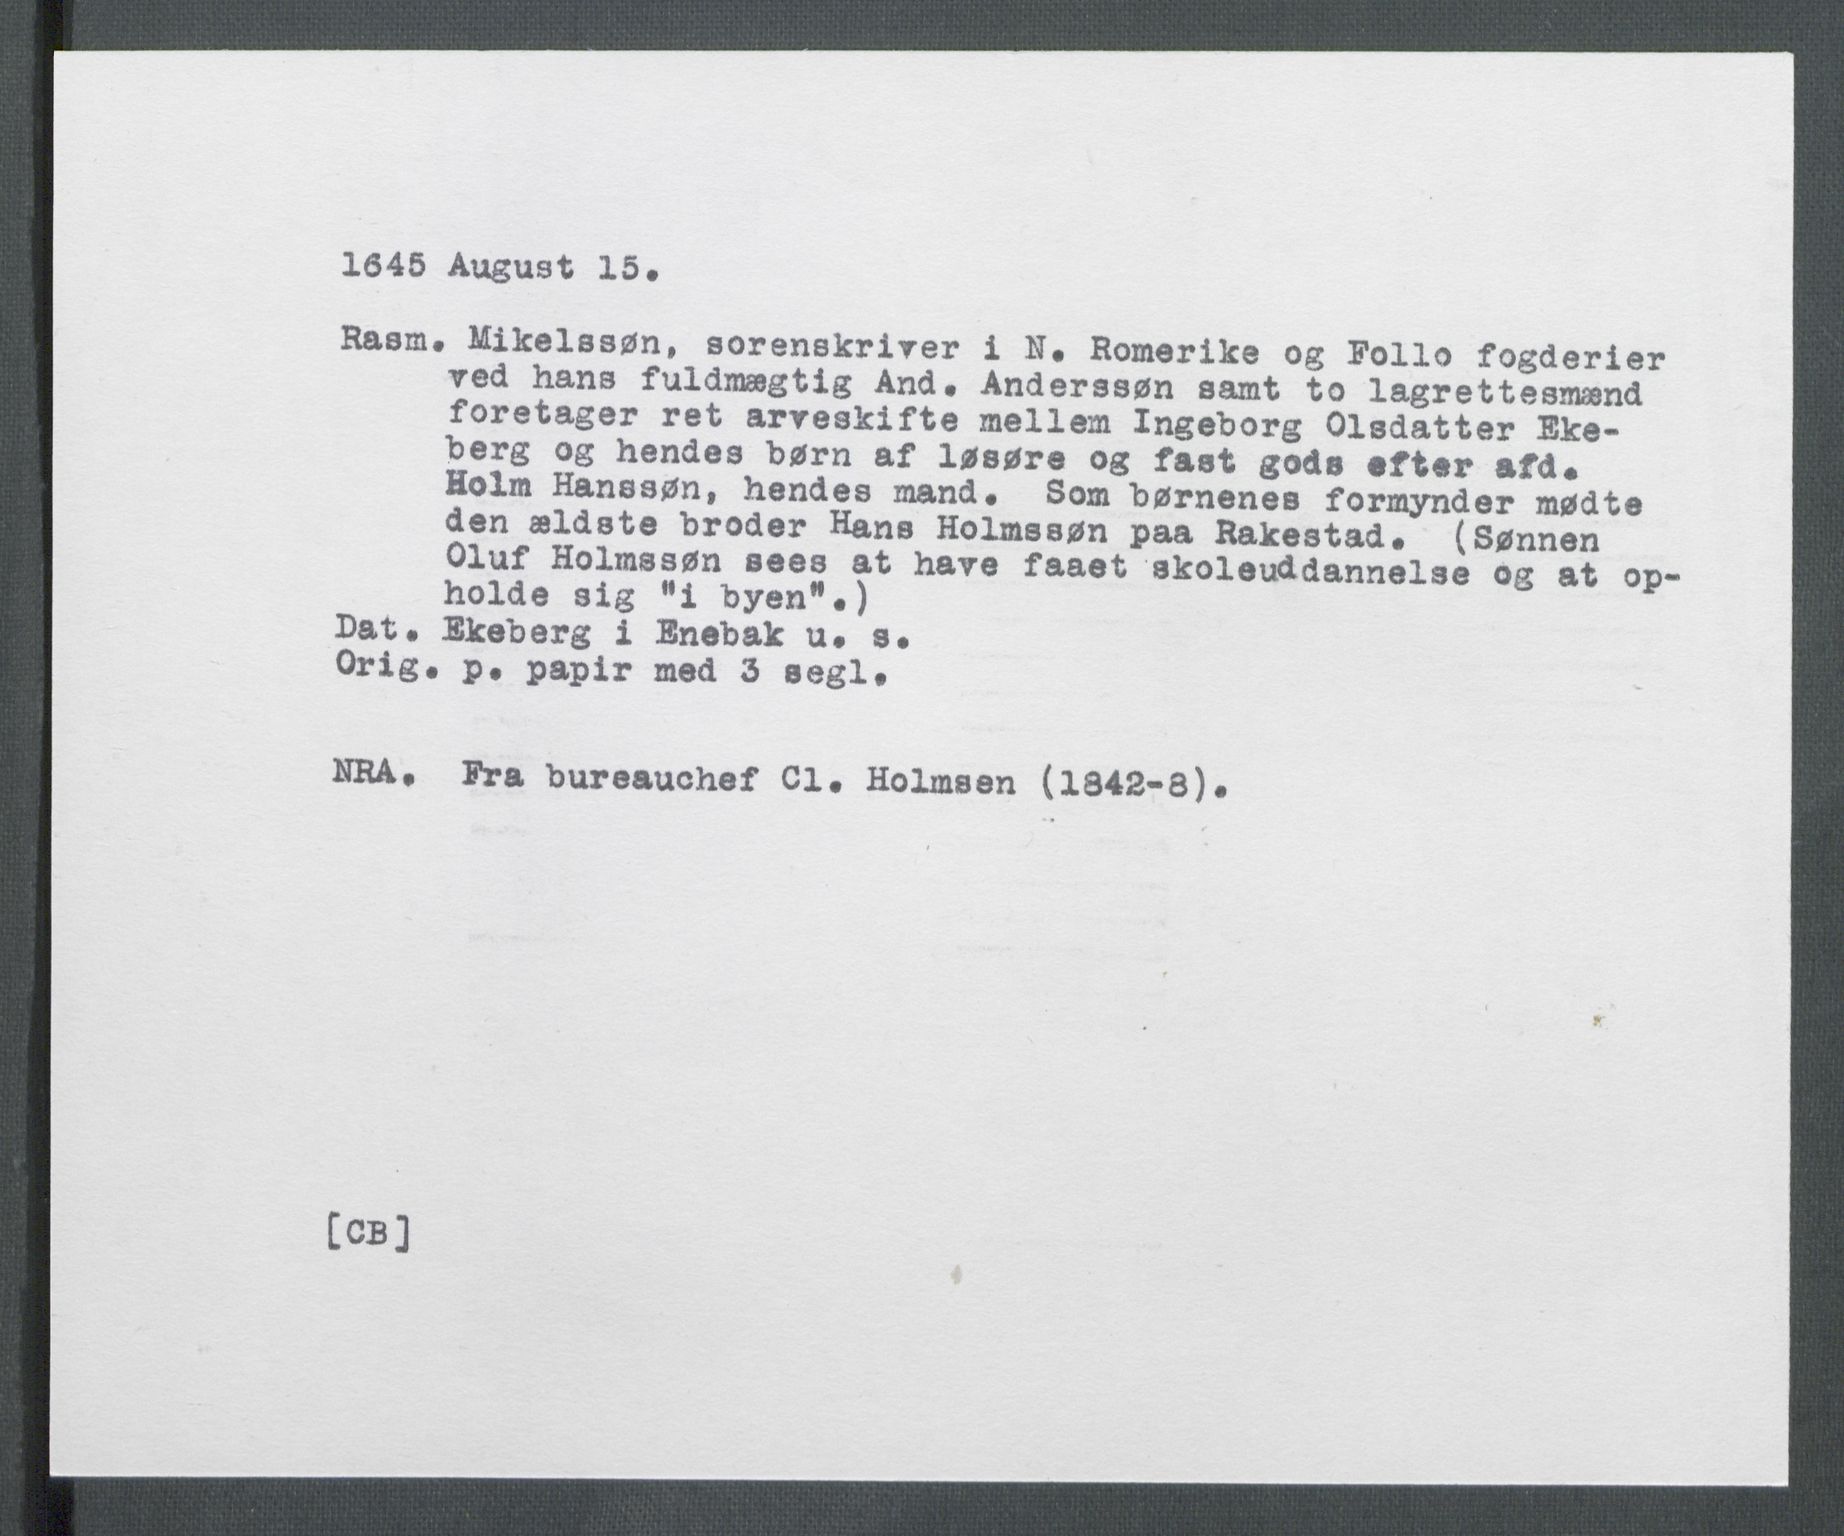 1645 August 15.
Rasm. Mikelssøn, sorenskriver i N. Romerike og Follo fogderier
ved hans fuldmægtig And. Anderssøn samt to lagrettesmænd
foretager ret arveskifte mellem Ingeborg Olsdatter Eke-
berg og hendes børn af løsøre og fast gods efter afd.
Holm Hanssøn, hendes mand. Som børnenes formynder mødte
den ældste broder Hans Holmssøn paa Rakestad. (Sønnen
Oluf Holmssøn sees at have faaet skoleuddannelse og at op-
holde sig "i byen".)
Dat. Ekeberg i Enebak u. s.
Orig. p. papir med 3 segl.
NRA. Fra bureauchef Cl. Holmsen (1842-8).
[CB]